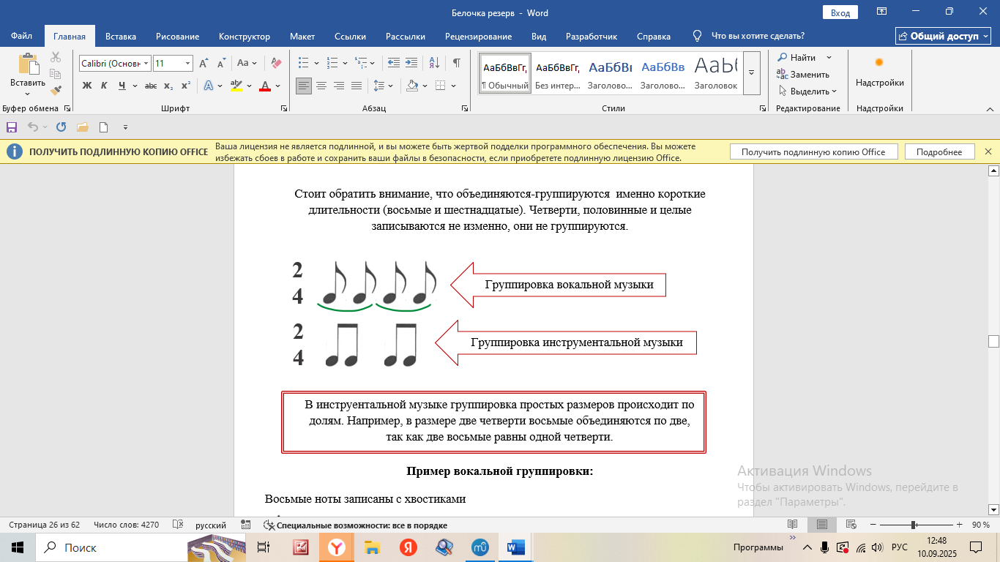 Белочка резерв - Word
Вход
Файл Главная Вставка Рисование Конструктор Макет Ссылки Рассылки Рецензирование Вид Разработчик Справка Что вы хотите сделать? Общий доступ
Вставить
Calibri (Основн 11 Aa
Ж К Ч abc x₂ x² A А
АаБбВвГг, АаБбВвГг, АаБбВі АаБбВв АаЬб
¶ Обычный Без интер... Заголово... Заголово... Заголовок
Найти
Заменить
Выделить
Настройки
Буфер обмена Шрифт Абзац Стили Редактирование Настройки
ПОЛУЧИТЬ ПОДЛИННУЮ КОПИЮ OFFICE
Ваша лицензия не является подлинной, и вы можете быть жертвой подделки программного обеспечения. Вы можете
избежать сбоев в работе и сохранить ваши файлы в безопасности, если приобретете подлинную лицензию Office.
Получить подлинную копию Office Подробнее
Стоит обратить внимание, что объединяются-группируются именно короткие
длительности (восьмые и шестнадцатые). Четверти, половинные и целые
записываются не изменно, они не группируются.
2
4
Группировка вокальной музыки
2
4
Группировка инструментальной музыки
В инструентальной музыке группировка простых размеров происходит по
долям. Например, в размере две четверти восьмые объединяются по две,
так как две восьмые равны одной четверти.
Пример вокальной группировки:
Восьмые ноты записаны с хвостиками
Активация Windows
Чтобы активировать Windows, перейдите в
раздел "Параметры".
Страница 26 из 62 Число слов: 4270 русский Специальные возможности: все в порядке 90 %
Поиск
Программы
РУС
12:48
10.09.2025